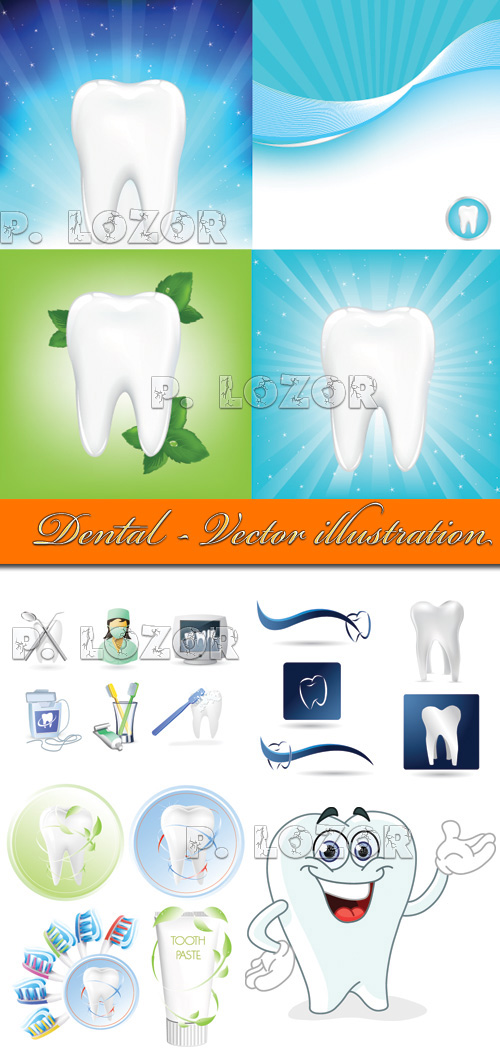 P. LOZOR
P. LOZOR
Dental - Vector illustration
P. LOZOR
P. LOZOR
TOOTH
PASTE